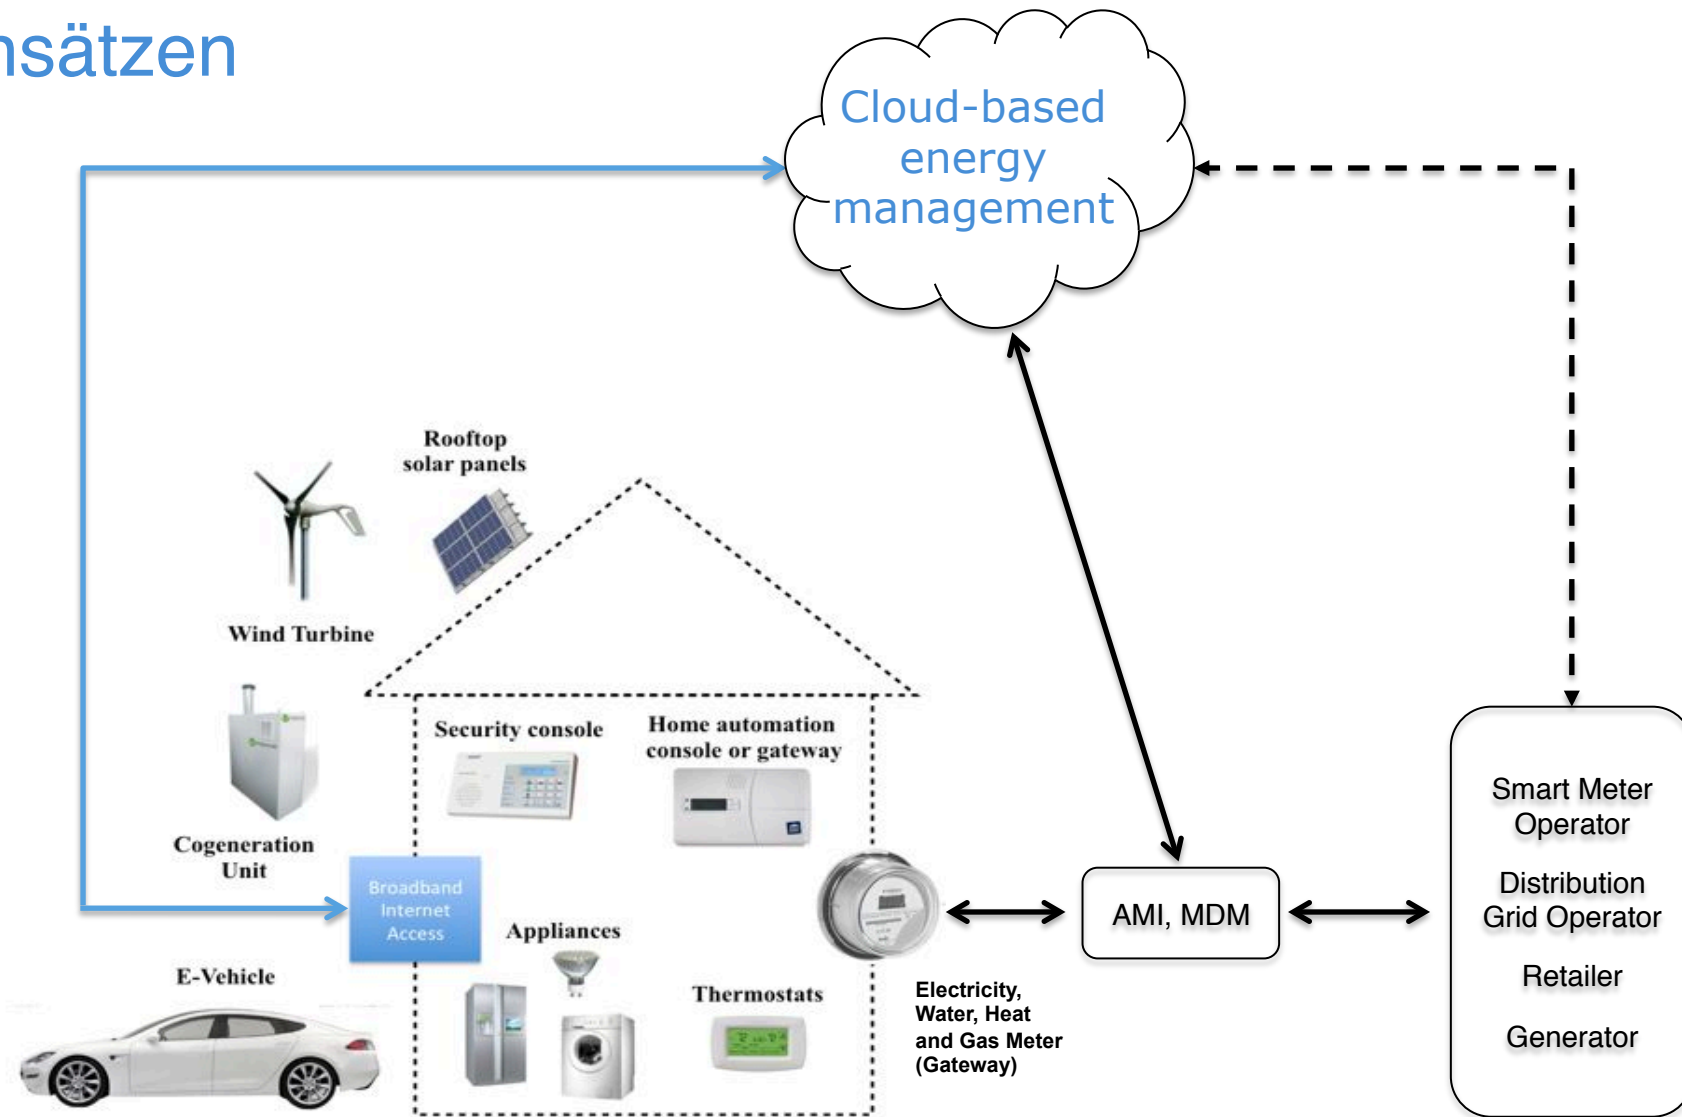 nsätzen
Cloud-based
energy
management
Rooftop
solar panels
Wind Turbine
Security console
Home automation
console or gateway
Cogeneration
Unit
Broadband
Internet
Access
Appliances
E-Vehicle
Thermostats
Electricity,
Water, Heat
and Gas Meter
(Gateway)
AMI, MDM
Smart Meter
Operator
Distribution
Grid Operator
Retailer
Generator